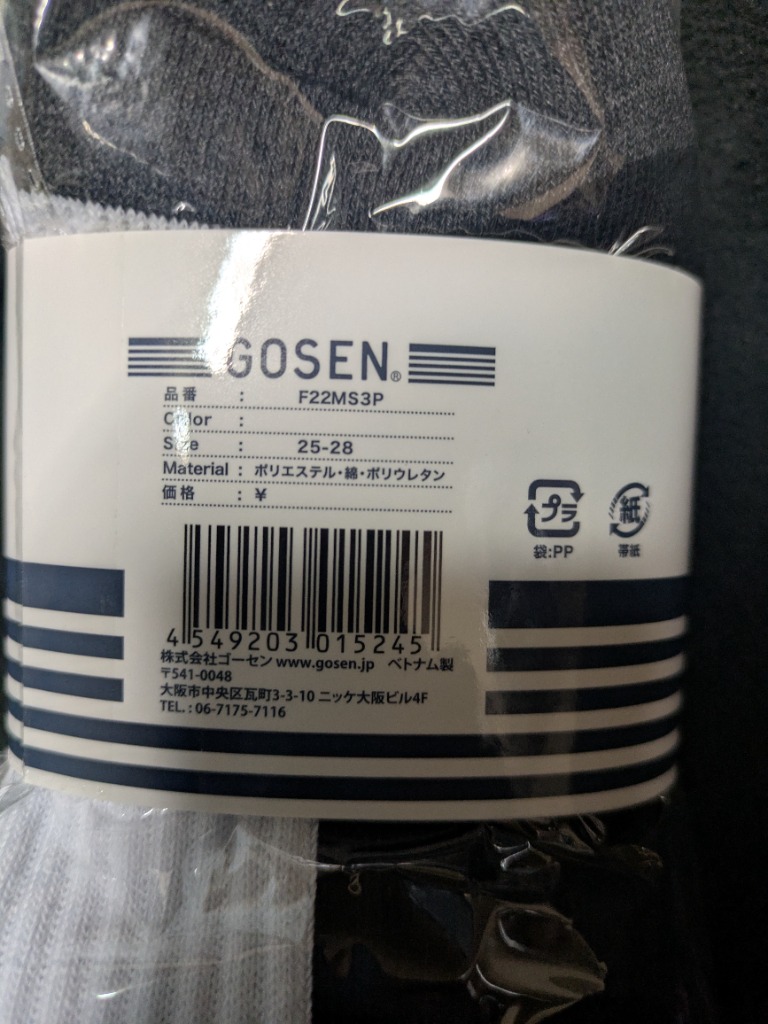 GOSEN®
品番 : F22MS3P
Color :
Size : 25-28
Material : ポリエステル・綿・ポリウレタン
価格 : ¥
プラ
袋:PP
紙
帯紙
4 549203 015245
株式会社ゴーセン www.gosen.jp ベトナム製
〒541-0048
大阪市中央区瓦町3-3-10 ニッケ大阪ビル4F
TEL. : 06-7175-7116